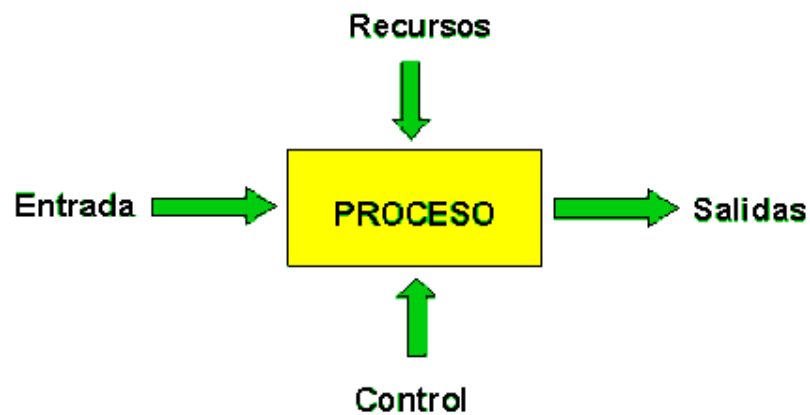 Recursos
Entrada
PROCESO
Salidas
Control